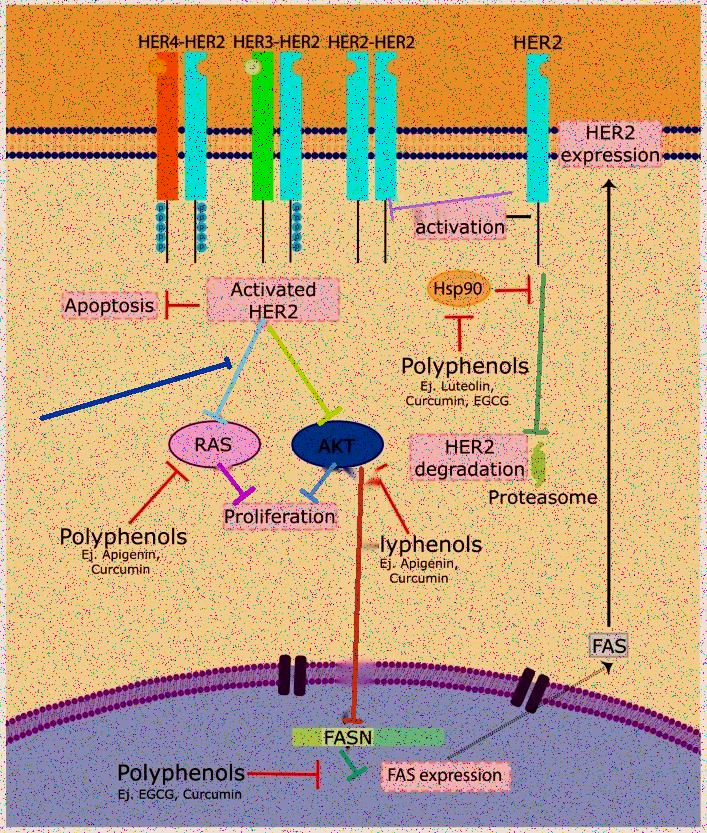 HER4-HER2 HER3-HER2 HER2-HER2 HER2
HER2
expression
activation
Hsp90
Apoptosis
Activated
HER2
Polyphenols
Ej. Luteolin,
Curcumin, EGCG
RAS
AKT
HER2
degradation
Proteasome
Proliferation
Polyphenols
Ej. Apigenin,
Curcumin
lyphenols
Ej. Apigenin,
Curcumin
FAS
FASN
Polyphenols
Ej. EGCG, Curcumin
FAS expression